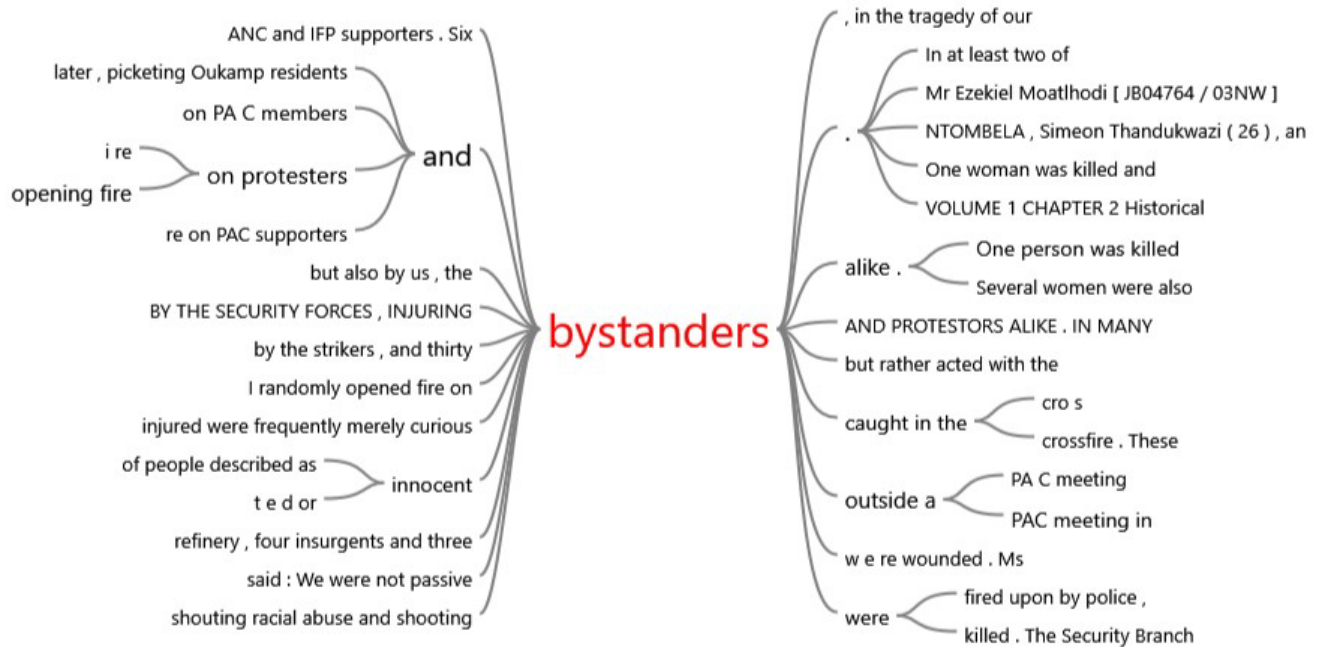 ANC and IFP supporters . Six
later , picketing Oukamp residents
on PA C members
i re
opening fire
on protesters
re on PAC supporters
and
but also by us , the
BY THE SECURITY FORCES , INJURING
by the strikers , and thirty
I randomly opened fire on
injured were frequently merely curious
of people described as
t e d or
innocent
refinery , four insurgents and three
said : We were not passive
shouting racial abuse and shooting
bystanders
, in the tragedy of our
.
In at least two of
Mr Ezekiel Moatlhodi [ JB04764 / 03NW ]
NTOMBELA , Simeon Thandukwazi ( 26 ) , an
One woman was killed and
VOLUME 1 CHAPTER 2 Historical
alike .
One person was killed
Several women were also
AND PROTESTORS ALIKE . IN MANY
but rather acted with the
caught in the
cro s
crossfire . These
outside a
PA C meeting
PAC meeting in
w e re wounded . Ms
were
fired upon by police ,
killed . The Security Branch